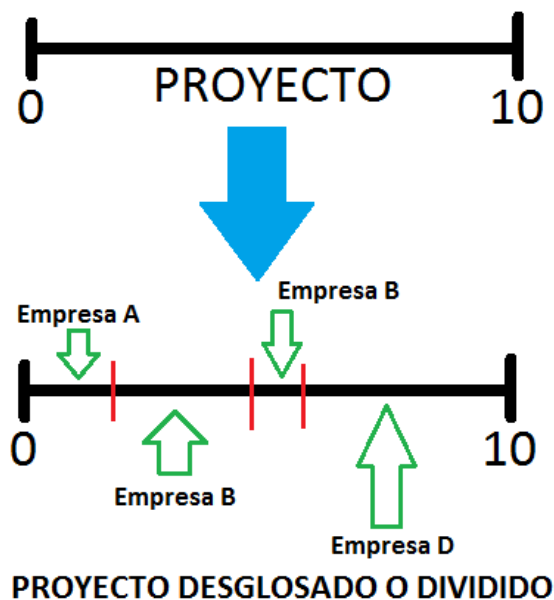 PROYECTO
0 10
Empresa B
Empresa A
0 10
Empresa B
Empresa D
PROYECTO DESGLOSADO O DIVIDIDO